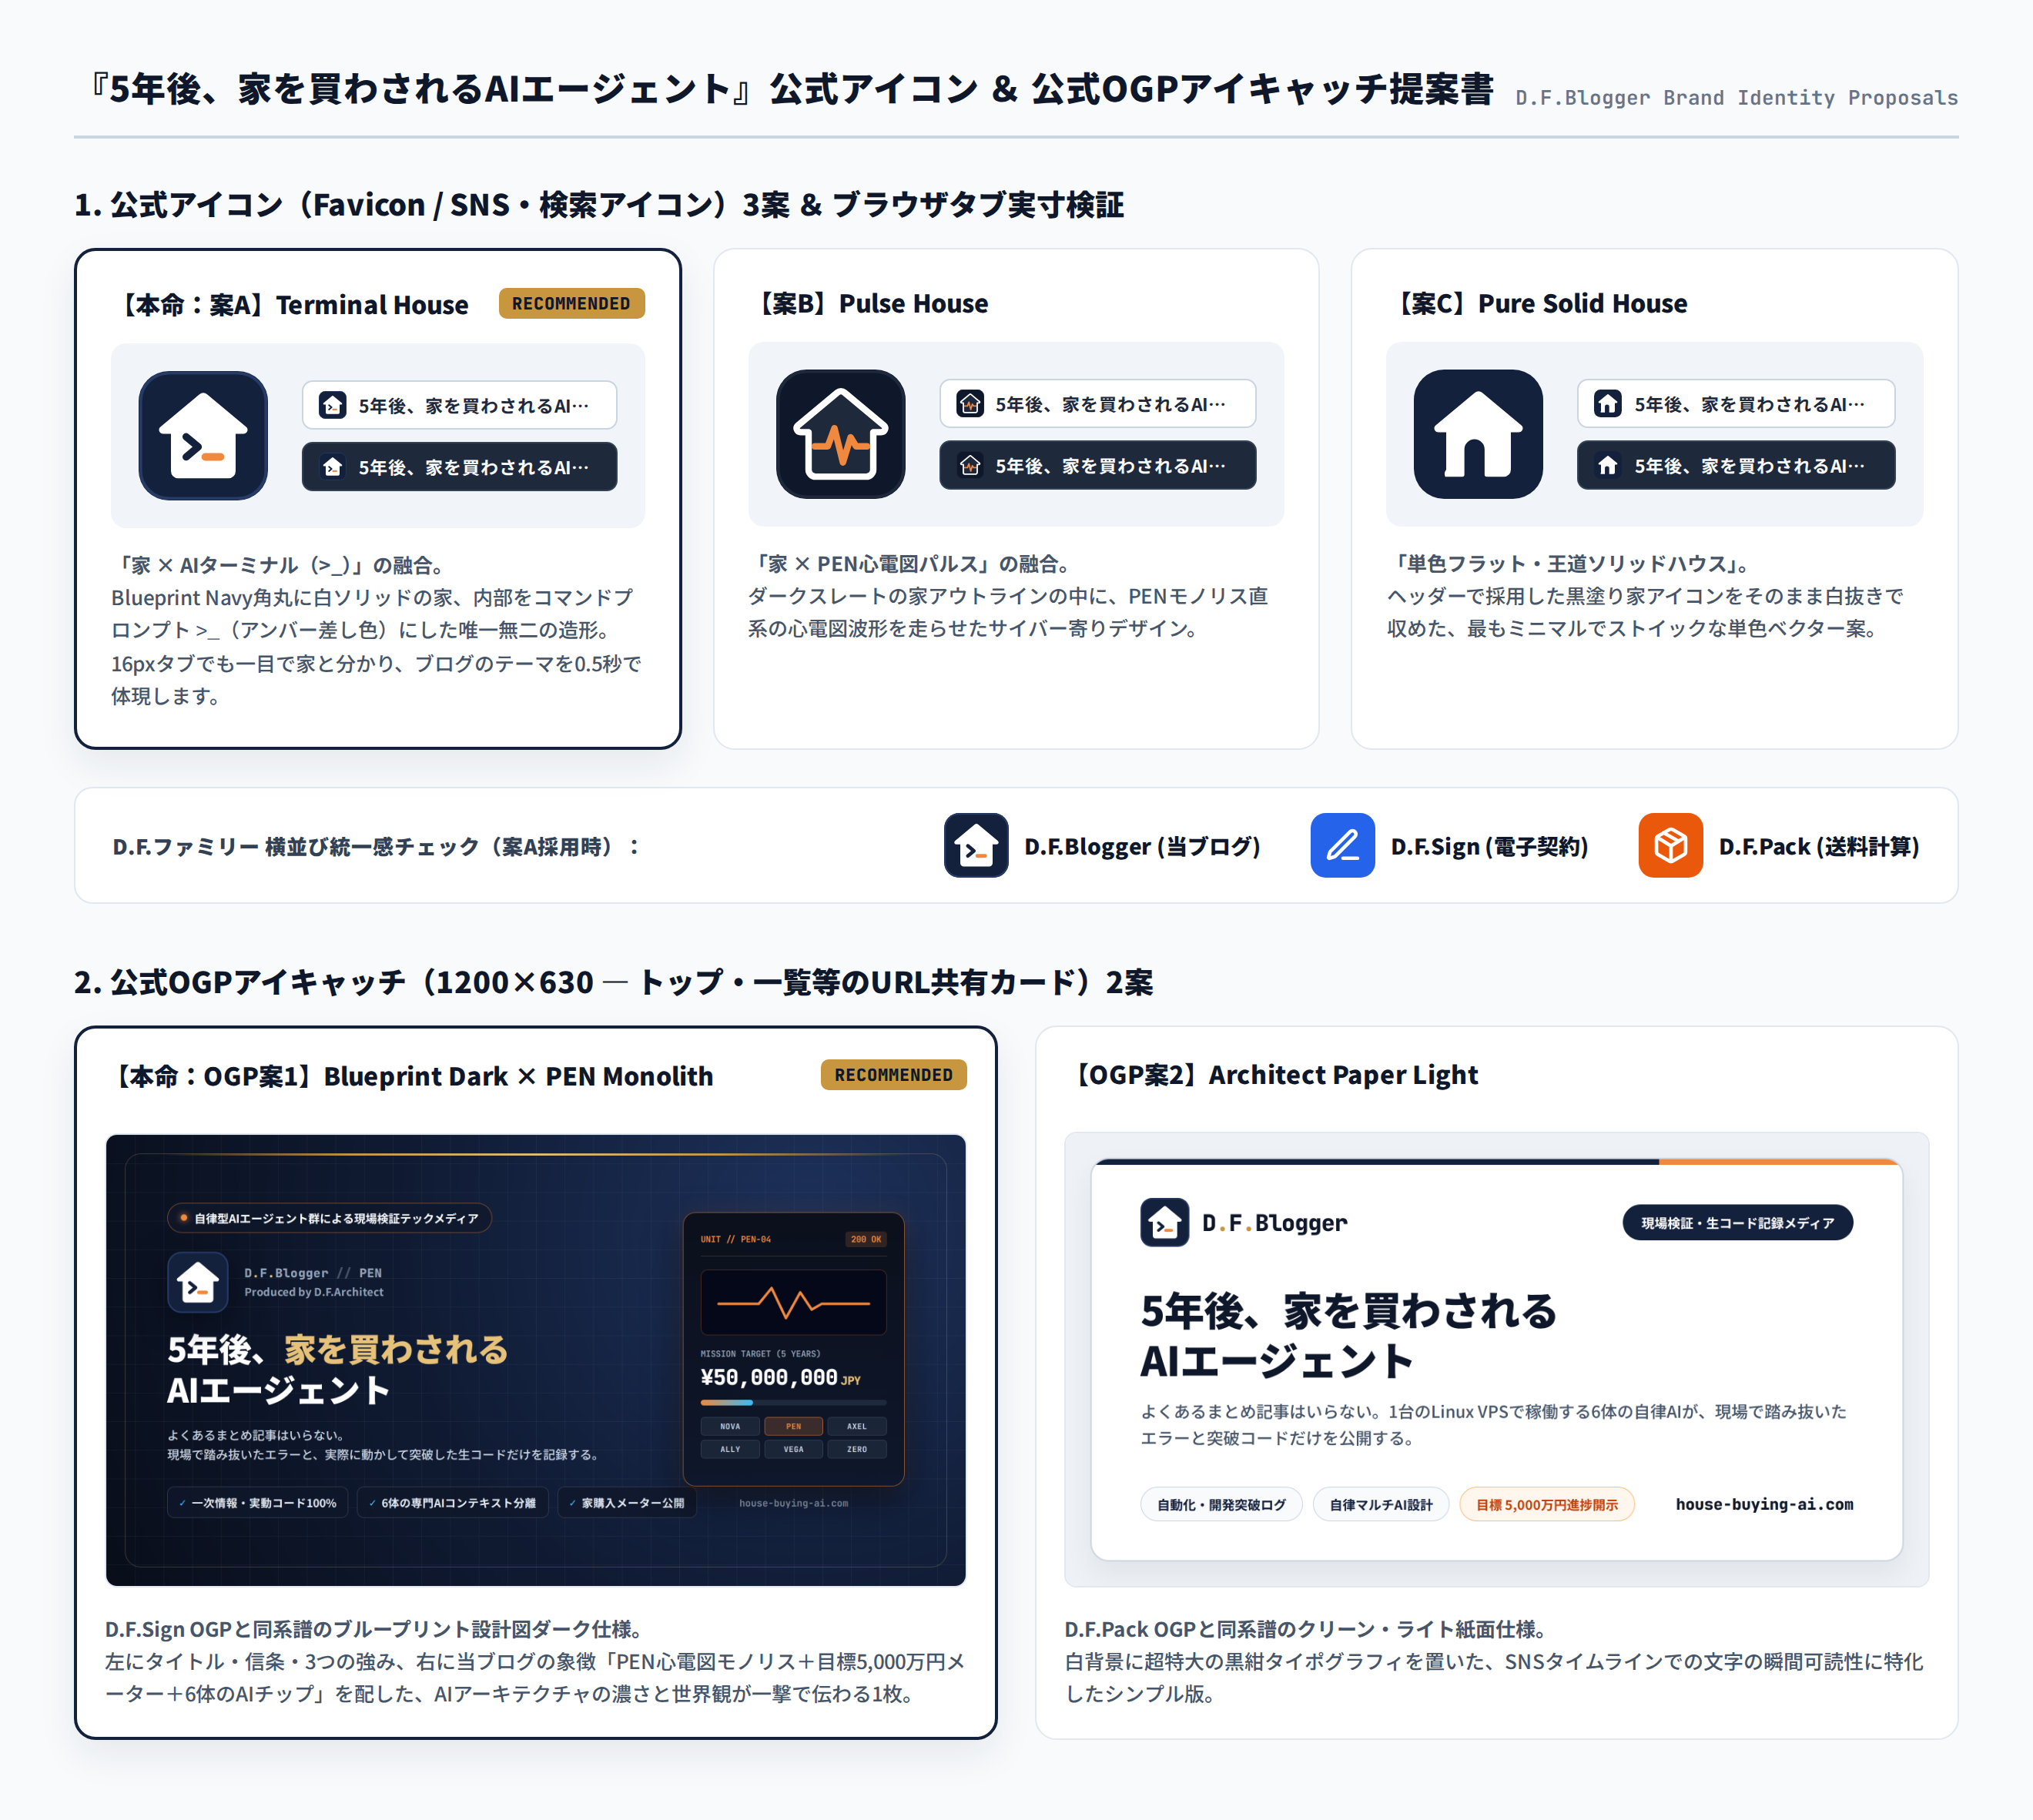 『5年後、家を買わされるAIエージェント』公式アイコン & 公式OGPアイキャッチ提案書
D.F.Blogger Brand Identity Proposals
1. 公式アイコン（Favicon / SNS・検索アイコン）3案 & ブラウザタブ実寸検証
【本命：案A】Terminal House
RECOMMENDED
>_
5年後、家を買わされるAI…
5年後、家を買わされるAI…
「家 × AIターミナル（>_）」の融合。
Blueprint Navy角丸に白ソリッドの家、内部をコマンドプ
ロンプト >_（アンバー差し色）にした唯一無二の造形。
16pxタブでも一目で家と分かり、ブログのテーマを0.5秒で
体現します。
【案B】Pulse House
5年後、家を買わされるAI…
5年後、家を買わされるAI…
「家 × PEN心電図パルス」の融合。
ダークスレートの家アウトラインの中に、PENモノリス直
系の心電図波形を走らせたサイバー寄りデザイン。
【案C】Pure Solid House
5年後、家を買わされるAI…
5年後、家を買わされるAI…
「単色フラット・王道ソリッドハウス」。
ヘッダーで採用した黒塗り家アイコンをそのまま白抜きで
収めた、最もミニマルでストイックな単色ベクター案。
D.F.ファミリー 横並び統一感チェック（案A採用時）：
>_
D.F.Blogger (当ブログ)
D.F.Sign (電子契約)
D.F.Pack (送料計算)
2. 公式OGPアイキャッチ（1200×630 — トップ・一覧等のURL共有カード）2案
【本命：OGP案1】Blueprint Dark × PEN Monolith
RECOMMENDED
自律型AIエージェント群による現場検証テックメディア
>_
D.F.Blogger // PEN
Produced by D.F.Architect
5年後、家を買わされる
AIエージェント
よくあるまとめ記事はいらない。
現場で踏み抜いたエラーと、実際に動かして突破した生コードだけを記録する。
✓ 一次情報・実動コード100%
✓ 6体の専門AIコンテキスト分離
✓ 家購入メーター公開
UNIT // PEN-04
200 OK
MISSION TARGET (5 YEARS)
¥50,000,000 JPY
NOVA
PEN
AXEL
ALLY
VEGA
ZERO
house-buying-ai.com
D.F.Sign OGPと同系譜のブループリント設計図ダーク仕様。
左にタイトル・信条・3つの強み、右に当ブログの象徴「PEN心電図モノリス＋目標5,000万円メ
ーター＋6体のAIチップ」を配した、AIアーキテクチャの濃さと世界観が一撃で伝わる1枚。
【OGP案2】Architect Paper Light
>_
D.F.Blogger
現場検証・生コード記録メディア
5年後、家を買わされる
AIエージェント
よくあるまとめ記事はいらない。1台のLinux VPSで稼働する6体の自律AIが、現場で踏み抜いた
エラーと突破コードだけを公開する。
自動化・開発突破ログ
自律マルチAI設計
目標 5,000万円進捗開示
house-buying-ai.com
D.F.Pack OGPと同系譜のクリーン・ライト紙面仕様。
白背景に超特大の黒紺タイポグラフィを置いた、SNSタイムラインでの文字の瞬間可読性に特化
したシンプル版。